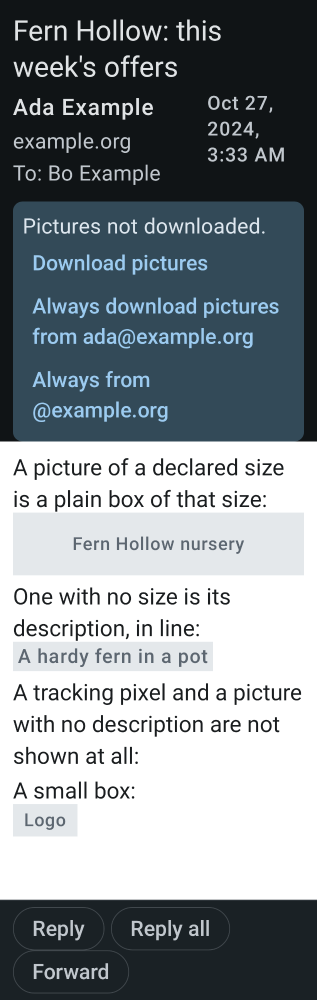 Fern Hollow: this
week's offers
Ada Example
example.org
To: Bo Example
Oct 27,
2024,
3:33 AM
Pictures not downloaded.
Download pictures
Always download pictures
from ada@example.org
Always from
@example.org
A picture of a declared size
is a plain box of that size:
Fern Hollow nursery
One with no size is its
description, in line:
A hardy fern in a pot
A tracking pixel and a picture
with no description are not
shown at all:
A small box:
Logo
Reply
Reply all
Forward